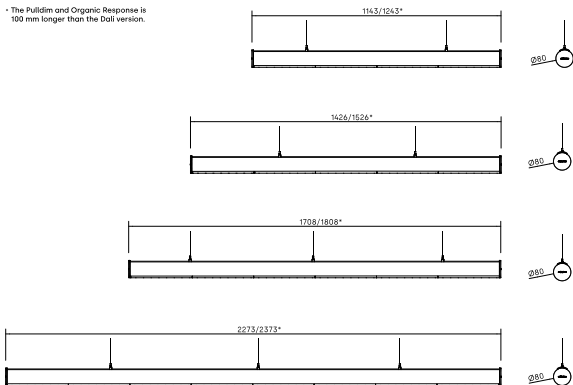 * The Pulldim and Organic Response is
100 mm longer than the Dali version.
1143/1243*
Ø80
1426/1526*
Ø80
1708/1808*
Ø80
2273/2373*
Ø80